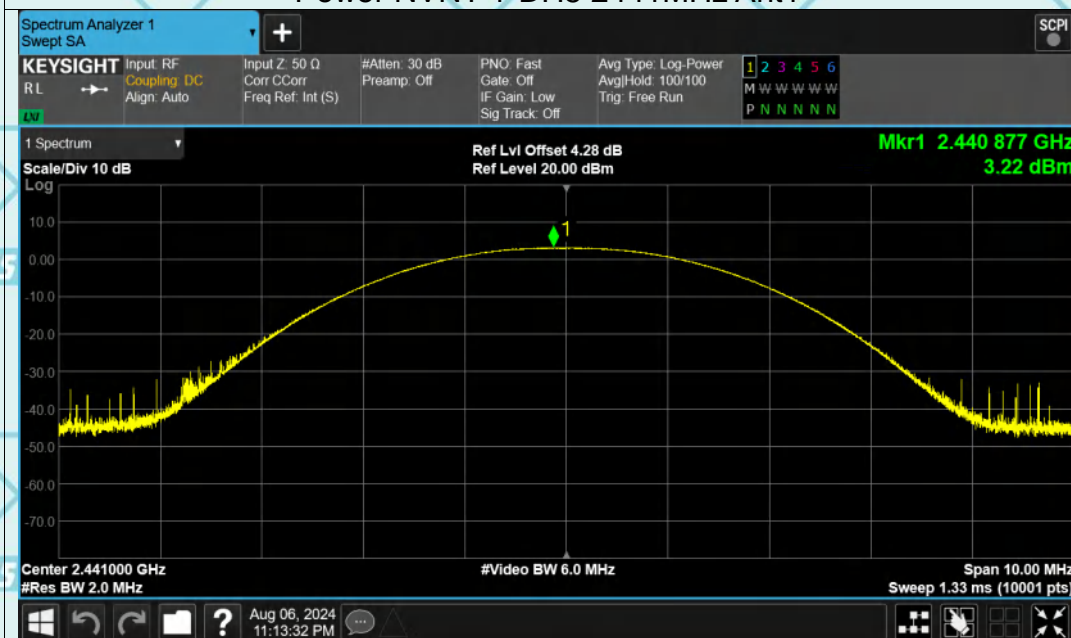 Spectrum Analyzer 1
Swept SA
+
SCPI
KEYSIGHT
RL
LXI
Input: RF
Coupling: DC
Align: Auto
Input Z: 50 Ω
Corr CCorr
Freq Ref: Int (S)
#Atten: 30 dB
Preamp: Off
PNO: Fast
Gate: Off
IF Gain: Low
Sig Track: Off
Avg Type: Log-Power
Avg|Hold: 100/100
Trig: Free Run
1 2 3 4 5 6
M W W W W W
P N N N N N
1 Spectrum
Scale/Div 10 dB
Log
Ref Lvl Offset 4.28 dB
Ref Level 20.00 dBm
Mkr1 2.440 877 GHz
3.22 dBm
1
10.0
0.00
-10.0
-20.0
-30.0
-40.0
-50.0
-60.0
-70.0
Center 2.441000 GHz
#Res BW 2.0 MHz
#Video BW 6.0 MHz
Span 10.00 MHz
Sweep 1.33 ms (10001 pts)
?
Aug 06, 2024
11:13:32 PM